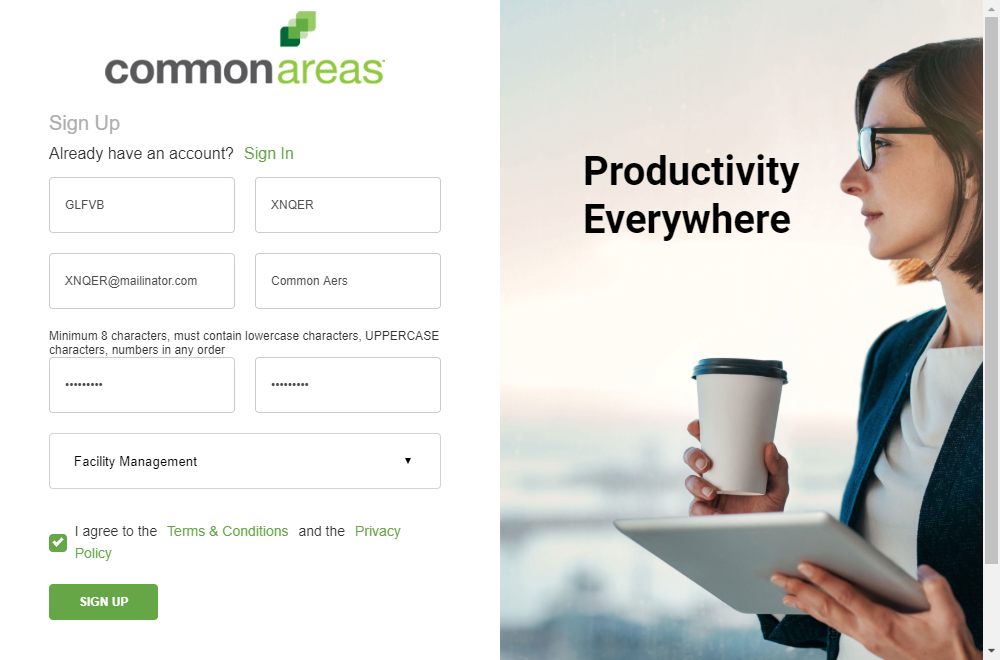 commonareas
Sign Up
Already have an account? Sign In
GLFVB
XNQER
XNQER@mailinator.com
Common Aers
Minimum 8 characters, must contain lowercase characters, UPPERCASE
characters, numbers in any order
•••••••••
•••••••••
Facility Management
I agree to the Terms & Conditions and the Privacy
Policy
SIGN UP
Productivity
Everywhere